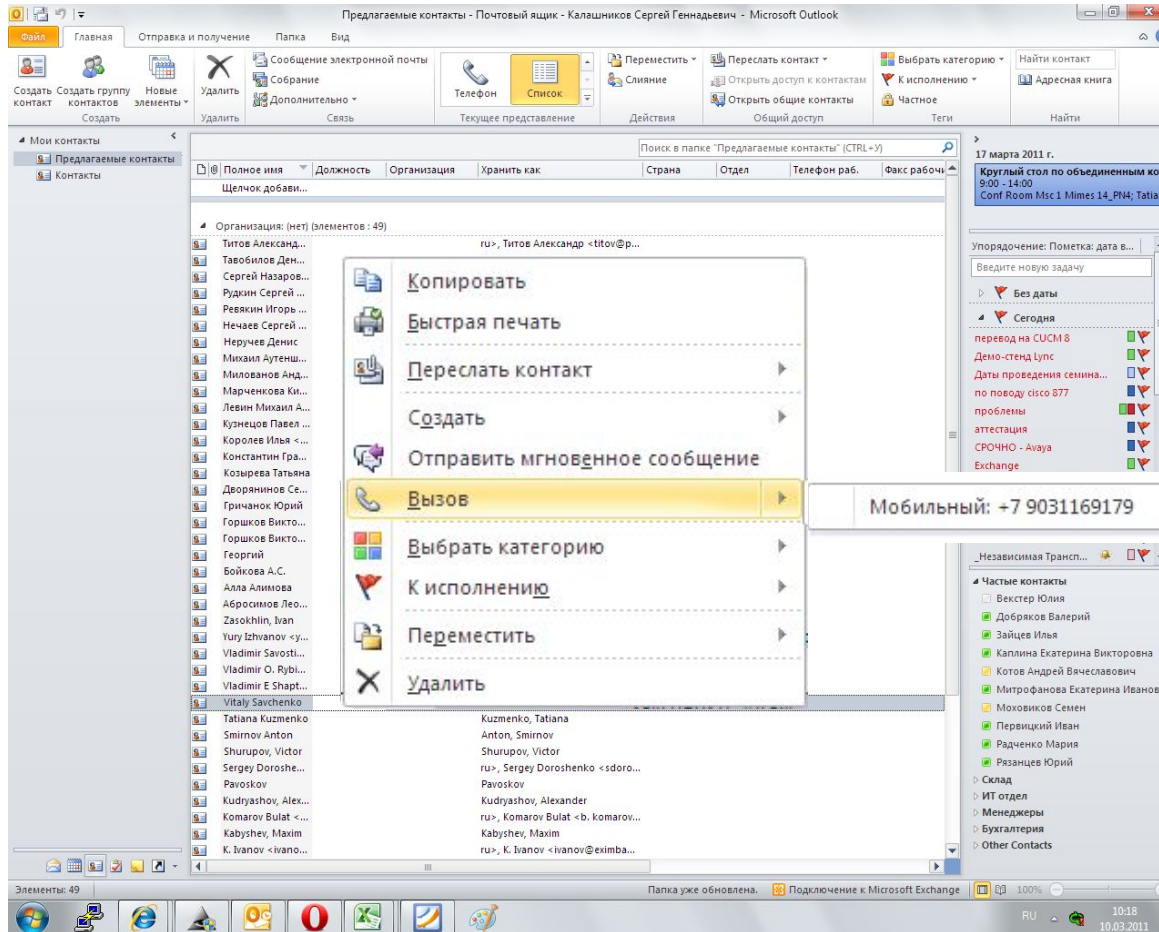 Предлагаемые контакты - Почтовый ящик - Калашников Сергей Геннадьевич - Microsoft Outlook
Файл Главная Отправка и получение Папка Вид
Создать контакт
Создать группу контактов
Новые элементы
Создать
Удалить
Удалить
Сообщение электронной почты
Собрание
Дополнительно
Связь
Телефон
Список
Текущее представление
Переместить
Слияние
Действия
Переслать контакт
Открыть доступ к контактам
Открыть общие контакты
Общий доступ
Выбрать категорию
К исполнению
Частное
Теги
Найти контакт
Адресная книга
Найти
Мои контакты
Предлагаемые контакты
Контакты
Поиск в папке "Предлагаемые контакты" (CTRL+У)
Полное имя Должность Организация Хранить как Страна Отдел Телефон раб. Факс рабочи
Щелчок добави...
Организация: (нет) (элементов : 49)
Титов Александ... ru>, Титов Александр <titov@p...
Тавобилов Ден...
Сергей Назаров...
Рудкин Сергей ...
Ревякин Игорь ...
Нечаев Сергей ...
Неручев Денис
Михаил Аутенш...
Милованов Анд...
Марченкова Ки...
Левин Михаил А...
Кузнецов Павел ...
Королев Илья <...
Константин Гра...
Козырева Татьяна
Дворянинов Се...
Гричанок Юрий
Горшков Викто...
Горшков Викто...
Георгий
Бойкова А.С.
Алла Алимова
Абросимов Лео...
Zasokhlin, Ivan
Yury Izhvanov <y...
Vladimir Savosti...
Vladimir O. Rybi...
Vladimir E Shapt...
Vitaly Savchenko
Tatiana Kuzmenko Kuzmenko, Tatiana
Smirnov Anton Anton, Smirnov
Shurupov, Victor Shurupov, Victor
Sergey Doroshe... ru>, Sergey Doroshenko <sdoro...
Pavoskov Pavoskov
Kudryashov, Alex... Kudryashov, Alexander
Komarov Bulat <... ru>, Komarov Bulat <b. komarov...
Kabyshev, Maxim Kabyshev, Maxim
K. Ivanov <ivano... ru>, K. Ivanov <ivanov@eximba...
Копировать
Быстрая печать
Переслать контакт
Создать
Отправить мгновенное сообщение
Вызов
Мобильный: +7 9031169179
Выбрать категорию
К исполнению
Переместить
Удалить
17 марта 2011 г.
Круглый стол по объединенным ко
9:00 - 14:00
Conf Room Msc 1 Mimes 14_PN4; Tatia
Упорядочение: Пометка: дата в...
Введите новую задачу
Без даты
Сегодня
перевод на CUCM 8
Демо-стенд Lync
Даты проведения семина...
по поводу cisco 877
проблемы
аттестация
СРОЧНО - Avaya
Exchange
_Независимая Трансп...
Частые контакты
Векстер Юлия
Добряков Валерий
Зайцев Илья
Каплина Екатерина Викторовна
Котов Андрей Вячеславович
Митрофанова Екатерина Иванов
Моховиков Семен
Первицкий Иван
Радченко Мария
Рязанцев Юрий
Склад
ИТ отдел
Менеджеры
Бухгалтерия
Other Contacts
Элементы: 49 Папка уже обновлена. Подключение к Microsoft Exchange 100%
RU 10:18
10.03.2011